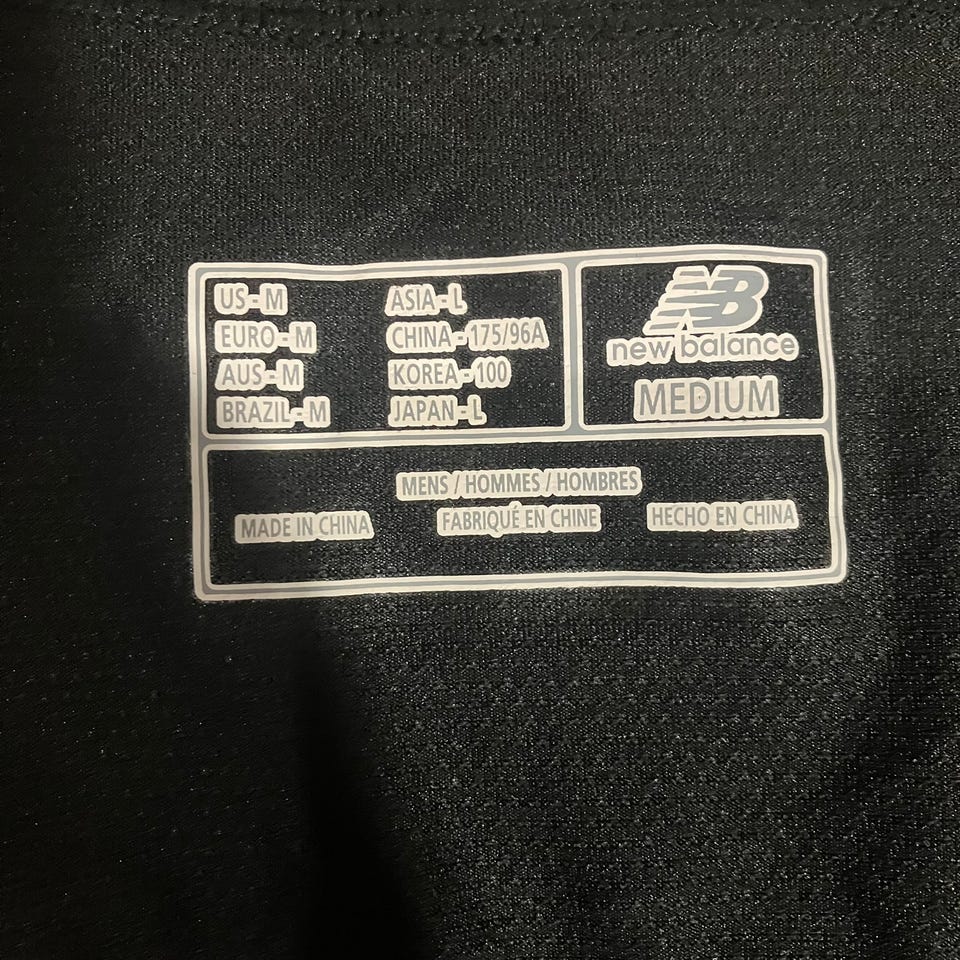 US - M
EURO - M
AUS - M
BRAZIL - M
ASIA - L
CHINA - 175/96A
KOREA - 100
JAPAN - L
NB
new balance
MEDIUM
MENS / HOMMES / HOMBRES
MADE IN CHINA
FABRIQUÉ EN CHINE
HECHO EN CHINA